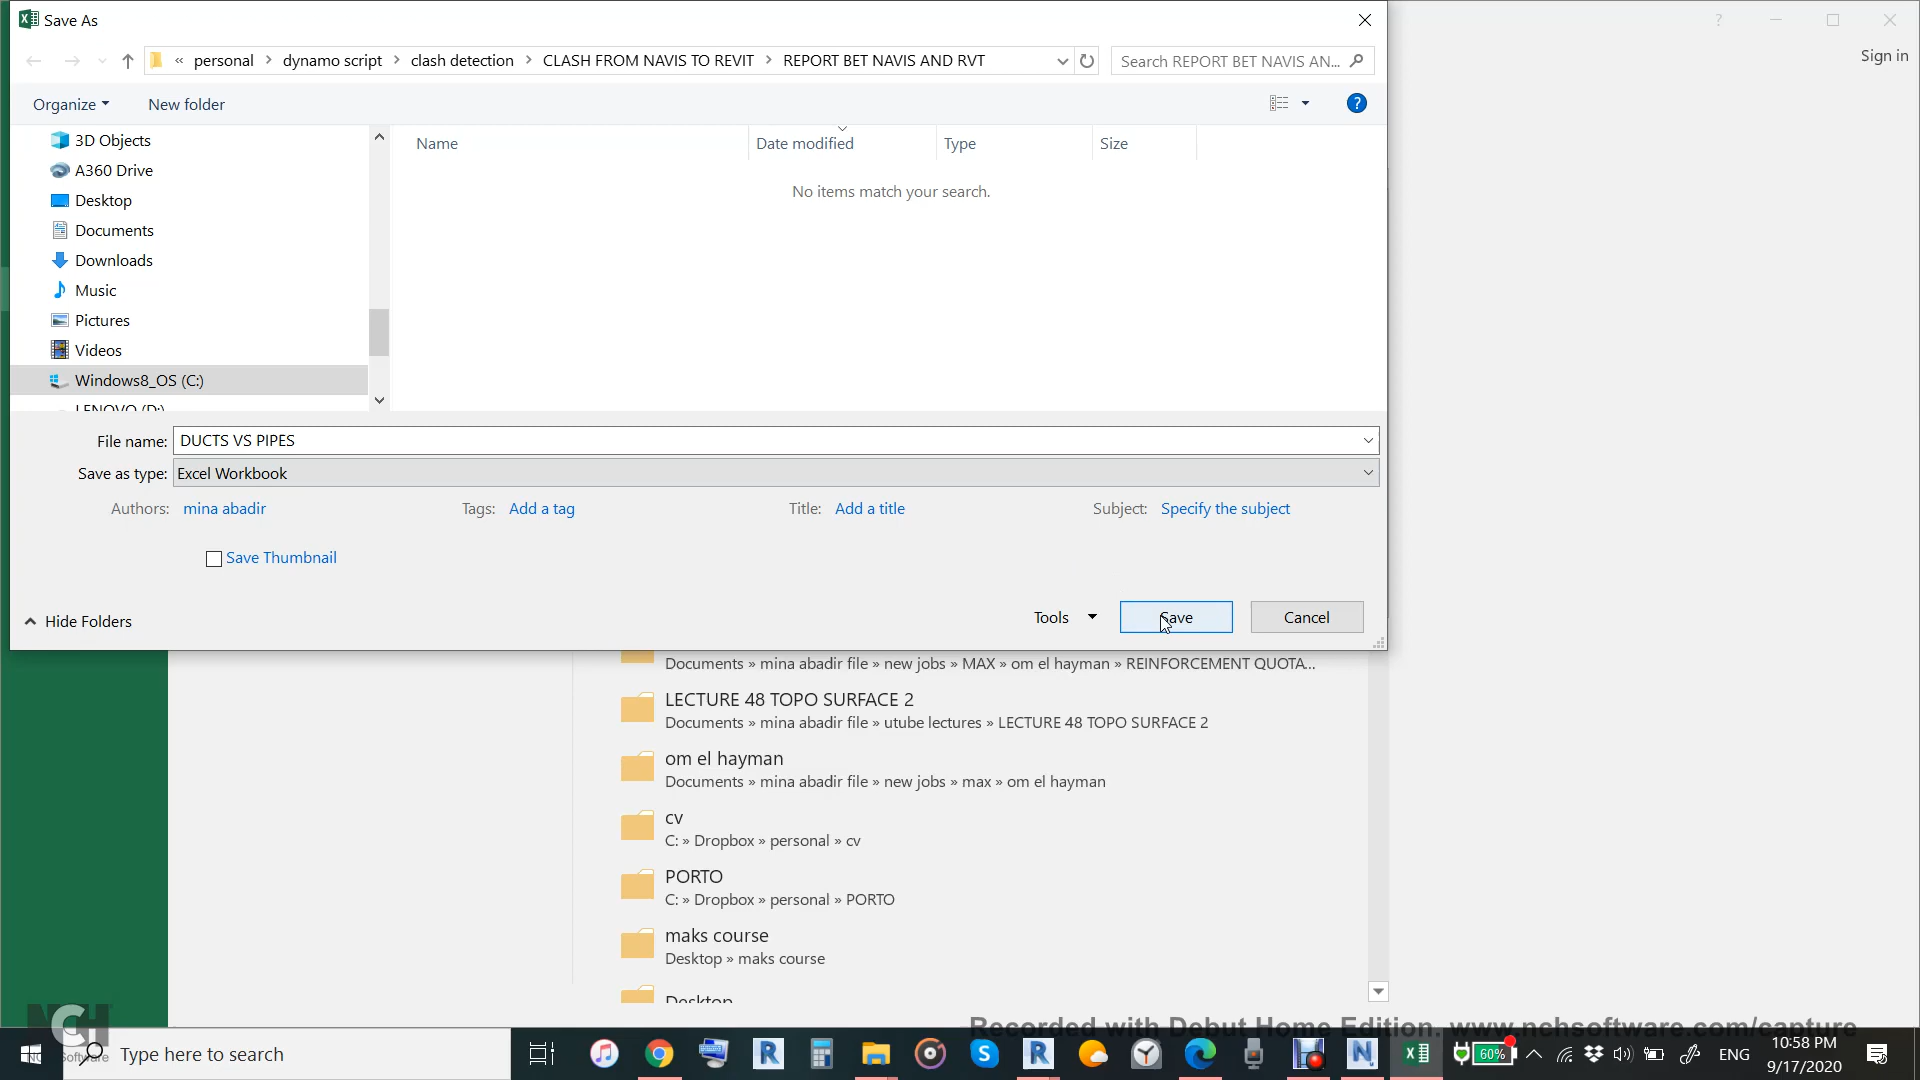 Save As
Sign in
« personal > dynamo script > clash detection > CLASH FROM NAVIS TO REVIT > REPORT BET NAVIS AND RVT
Search REPORT BET NAVIS AN...
Organize New folder ?
3D Objects
A360 Drive
Desktop
Documents
Downloads
Music
Pictures
Videos
Windows8_OS (C:)
LENOVO (D:)
Name Date modified Type Size
No items match your search.
File name: DUCTS VS PIPES
Save as type: Excel Workbook
Authors: mina abadir Tags: Add a tag Title: Add a title Subject: Specify the subject
Save Thumbnail
Hide Folders Tools Save Cancel
Documents » mina abadir file » new jobs » MAX » om el hayman » REINFORCEMENT QUOTA...
LECTURE 48 TOPO SURFACE 2
Documents » mina abadir file » utube lectures » LECTURE 48 TOPO SURFACE 2
om el hayman
Documents » mina abadir file » new jobs » max » om el hayman
cv
C: » Dropbox » personal » cv
PORTO
C: » Dropbox » personal » PORTO
maks course
Desktop » maks course
Desktop
Recorded with Debut Home Edition. www.nchsoftware.com/capture
NCH
Software
Type here to search
60%
ENG
10:58 PM
9/17/2020